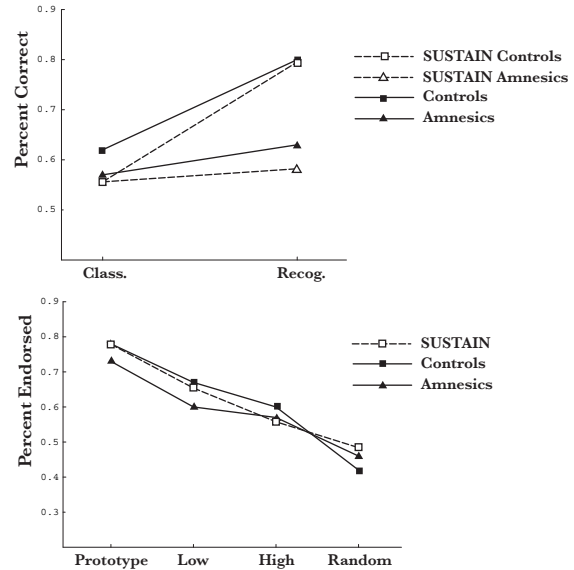 0.9
0.8
0.7
0.6
0.5
Percent Correct
Class.
Recog.
SUSTAIN Controls
SUSTAIN Amnesics
Controls
Amnesics
0.9
0.8
0.7
0.6
0.5
0.4
0.3
Percent Endorsed
Prototype
Low
High
Random
SUSTAIN
Controls
Amnesics